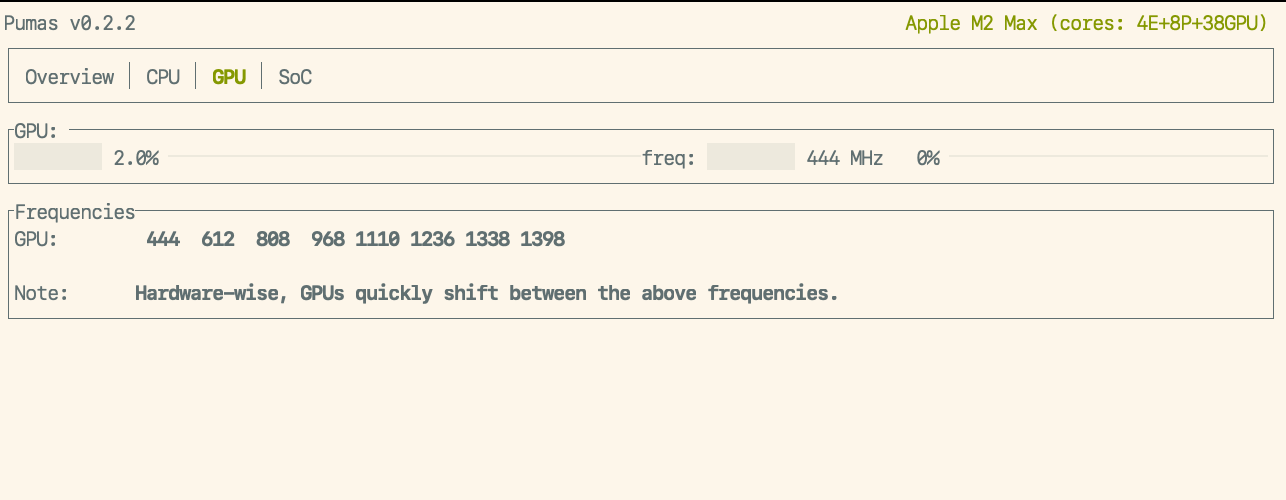 Pumas v0.2.2 Apple M2 Max (cores: 4E+8P+38GPU)
Overview CPU GPU SoC
GPU:
2.0% freq: 444 MHz 0%
Frequencies
GPU: 444 612 808 968 1110 1236 1338 1398
Note: Hardware-wise, GPUs quickly shift between the above frequencies.